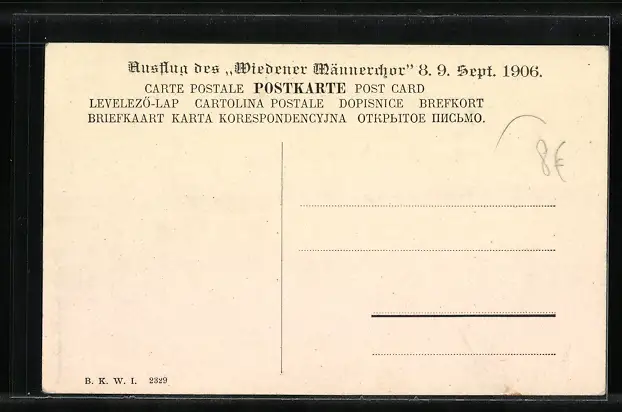 Ausflug des „Wiedener Männerchor" 8. 9. Sept. 1906.
CARTE POSTALE POSTKARTE POST CARD
LEVELEZŐ-LAP CARTOLINA POSTALE DOPISNICE BREFKORT
BRIEFKAART KARTA KORESPONDENCYJNA ОТКРЫТОЕ ПИСЬМО.
8€
B. K. W. I. 2329